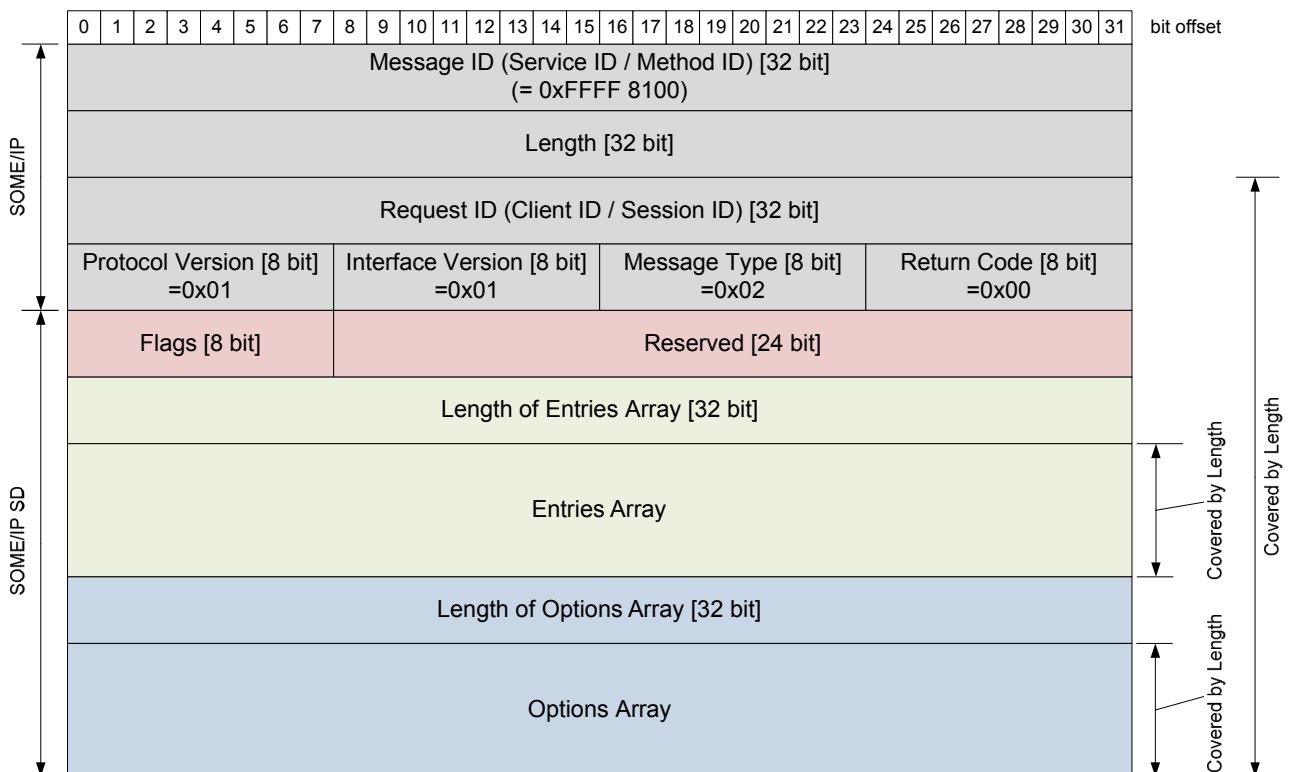 0 1 2 3 4 5 6 7 8 9 10 11 12 13 14 15 16 17 18 19 20 21 22 23 24 25 26 27 28 29 30 31 bit offset
SOME/IP
Message ID (Service ID / Method ID) [32 bit]
(= 0xFFFF 8100)
Length [32 bit]
Request ID (Client ID / Session ID) [32 bit]
Protocol Version [8 bit] Interface Version [8 bit] Message Type [8 bit] Return Code [8 bit]
=0x01 =0x01 =0x02 =0x00
SOME/IP SD
Flags [8 bit] Reserved [24 bit]
Length of Entries Array [32 bit]
Entries Array
Covered by Length
Length of Options Array [32 bit]
Options Array
Covered by Length
Covered by Length